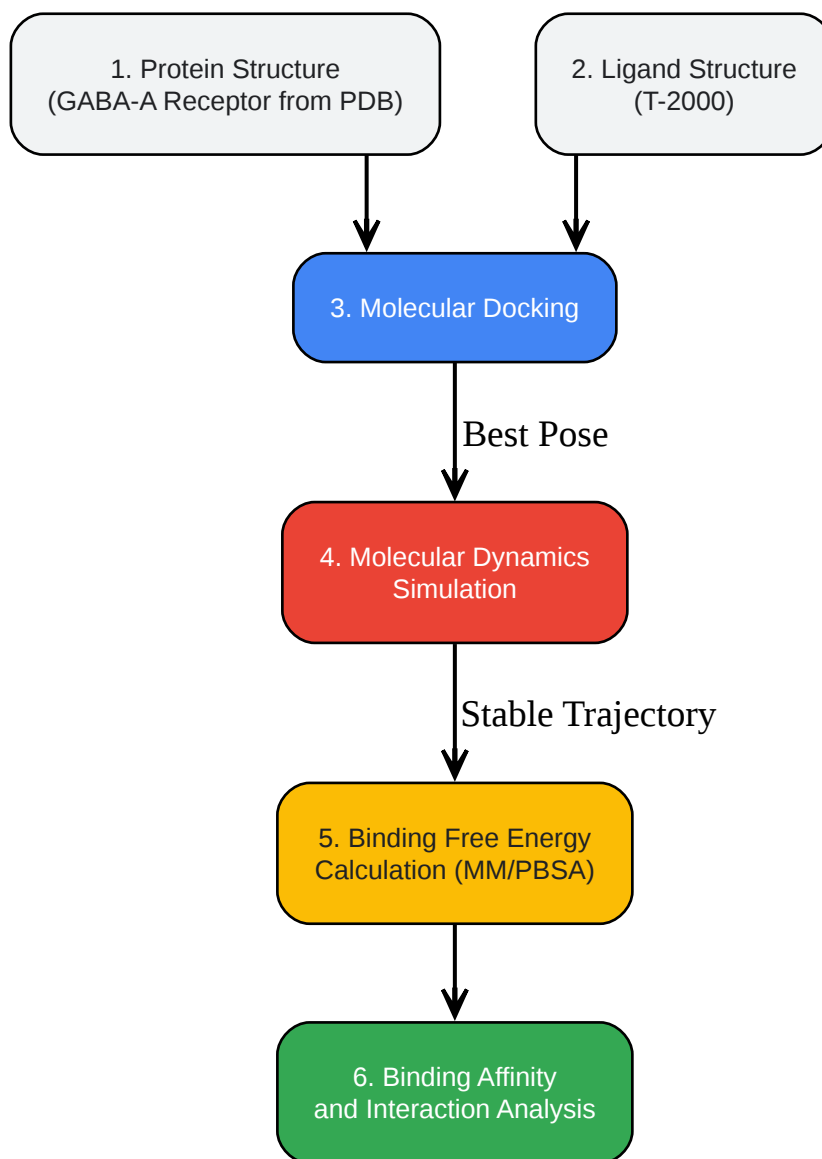 1. Protein Structure
(GABA-A Receptor from PDB)
2. Ligand Structure
(T-2000)
3. Molecular Docking
Best Pose
4. Molecular Dynamics
Simulation
Stable Trajectory
5. Binding Free Energy
Calculation (MM/PBSA)
6. Binding Affinity
and Interaction Analysis